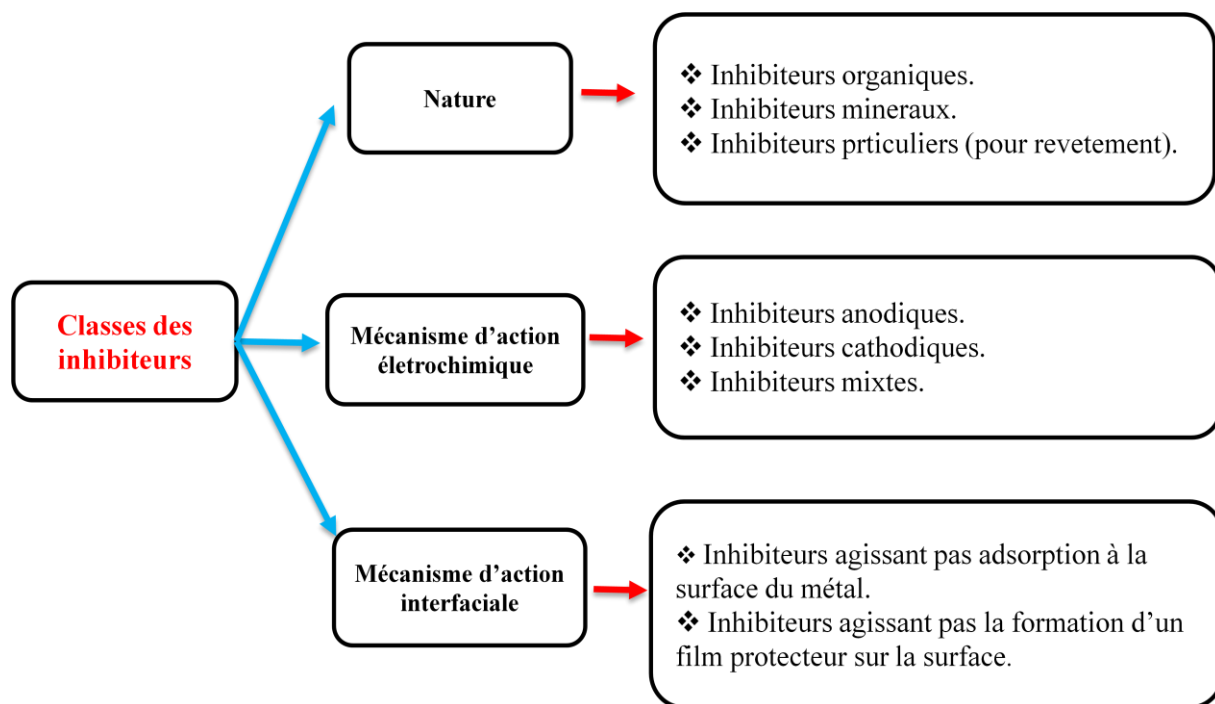 Nature
❖ Inhibiteurs organiques.
❖ Inhibiteurs mineraux.
❖ Inhibiteurs prticuliers (pour revetement).
Classes des
inhibiteurs
Mécanisme d’action
életrochimique
❖ Inhibiteurs anodiques.
❖ Inhibiteurs cathodiques.
❖ Inhibiteurs mixtes.
Mécanisme d’action
interfaciale
❖ Inhibiteurs agissant pas adsorption à la
surface du métal.
❖ Inhibiteurs agissant pas la formation d’un
film protecteur sur la surface.